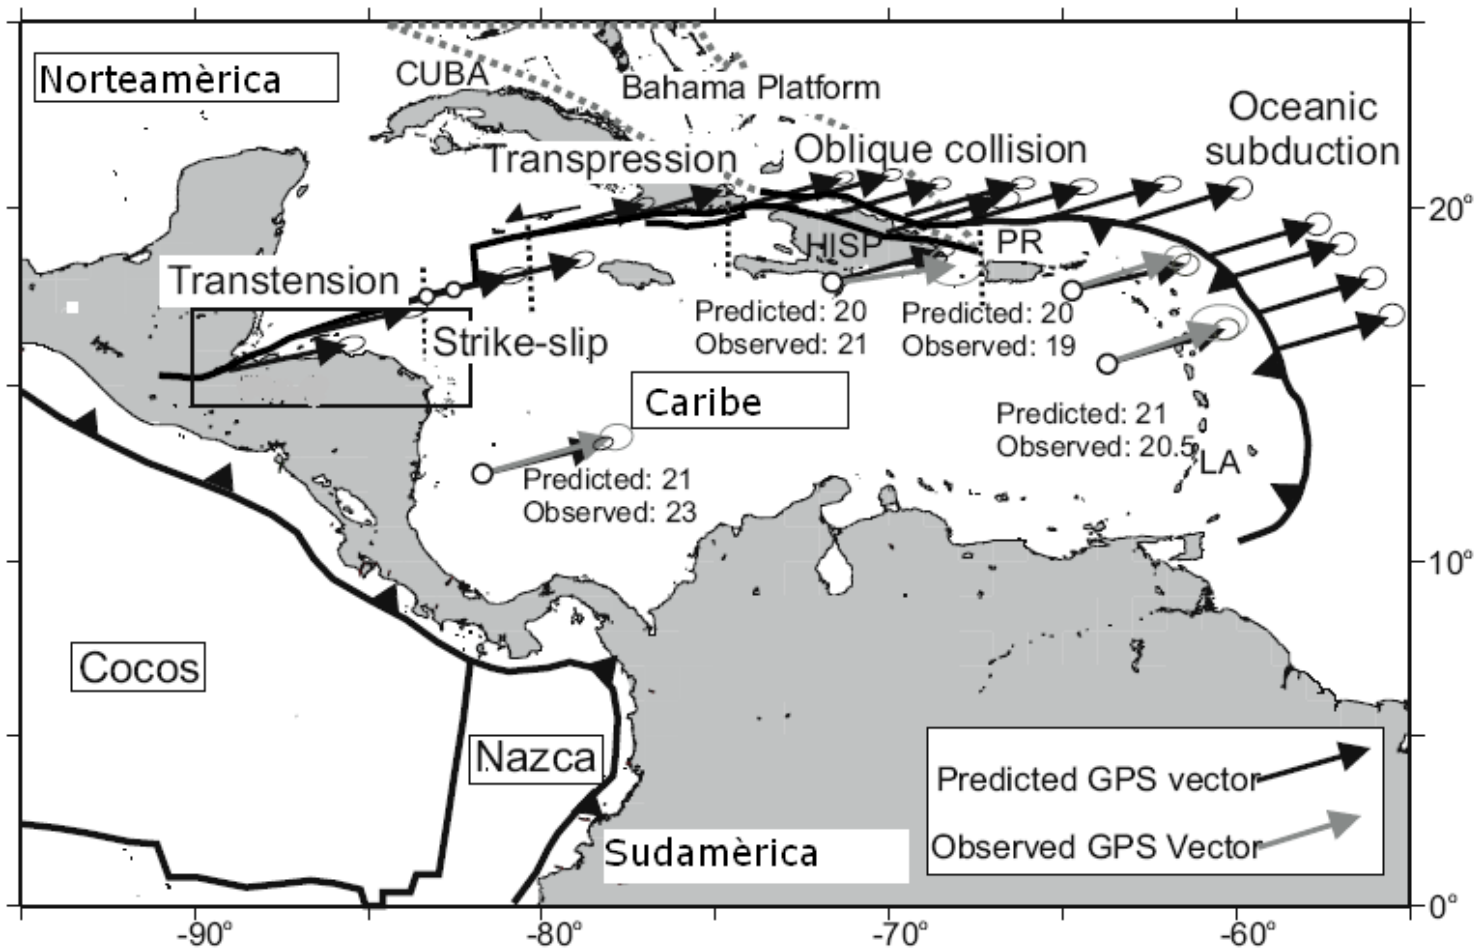 Norteamèrica
CUBA
Bahama Platform
Oceanic
subduction
Transpression
Oblique collision
20°
HISP
PR
Transtension
Predicted: 20
Observed: 21
Predicted: 20
Observed: 19
Strike-slip
Caribe
Predicted: 21
Observed: 20.5
LA
Predicted: 21
Observed: 23
10°
Cocos
Nazca
Predicted GPS vector
Observed GPS Vector
Sudamèrica
0°
-90°
-80°
-70°
-60°